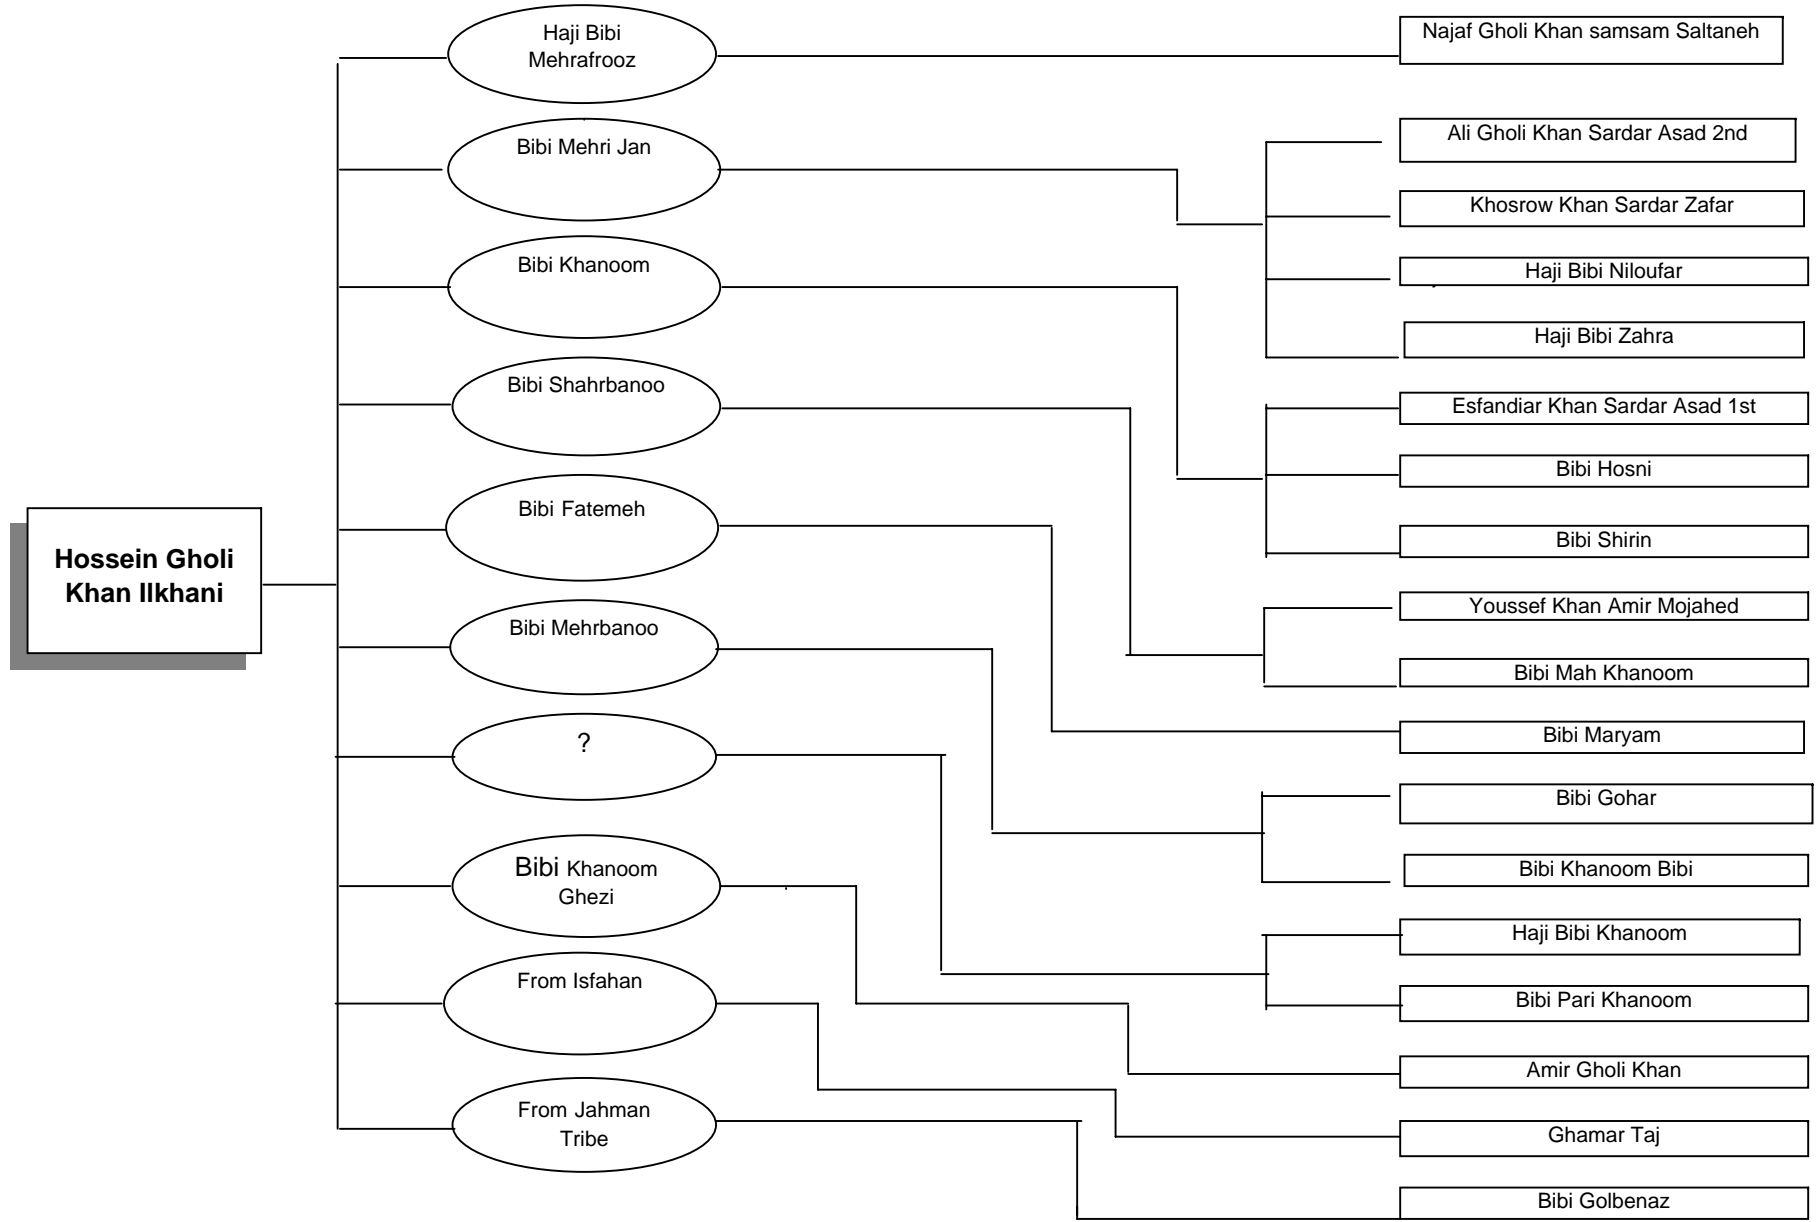 Hossein Gholi
Khan Ilkhani
Haji Bibi
Mehrafrooz
Bibi Mehri Jan
Bibi Khanoom
Bibi Shahrbanoo
Bibi Fatemeh
Bibi Mehrbanoo
?
Bibi Khanoom
Ghezi
From Isfahan
From Jahman
Tribe
Najaf Gholi Khan samsam Saltaneh
Ali Gholi Khan Sardar Asad 2nd
Khosrow Khan Sardar Zafar
Haji Bibi Niloufar
Haji Bibi Zahra
Esfandiar Khan Sardar Asad 1st
Bibi Hosni
Bibi Shirin
Youssef Khan Amir Mojahed
Bibi Mah Khanoom
Bibi Maryam
Bibi Gohar
Bibi Khanoom Bibi
Haji Bibi Khanoom
Bibi Pari Khanoom
Amir Gholi Khan
Ghamar Taj
Bibi Golbenaz